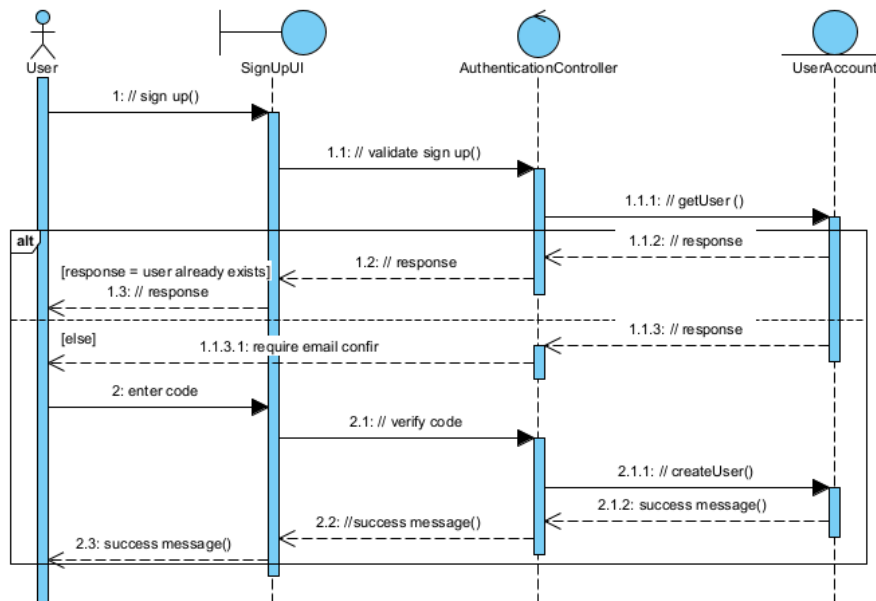 User
SignUpUI
AuthenticationController
UserAccount
1: // sign up()
1.1: // validate sign up()
1.1.1: // getUser ()
alt
1.1.2: // response
1.2: // response
[response = user already exists]
1.3: // response
1.1.3: // response
[else]
1.1.3.1: require email confir
2: enter code
2.1: // verify code
2.1.1: // createUser()
2.1.2: success message()
2.2: //success message()
2.3: success message()